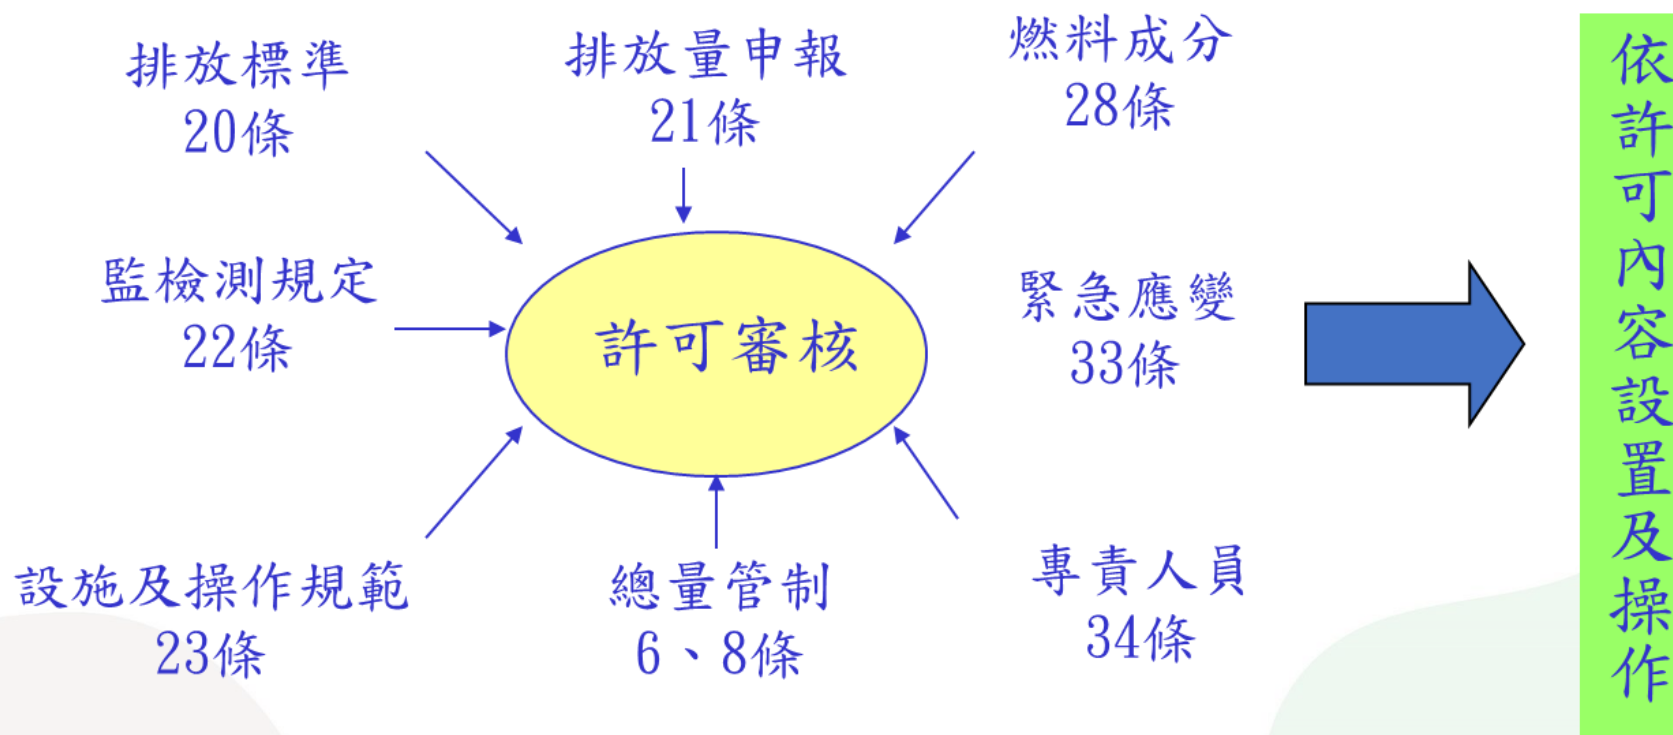 排放標準
20條
排放量申報
21條
燃料成分
28條
監檢測規定
22條
許可審核
緊急應變
33條
設施及操作規範
23條
總量管制
6、8條
專責人員
34條
依許可內容設置及操作